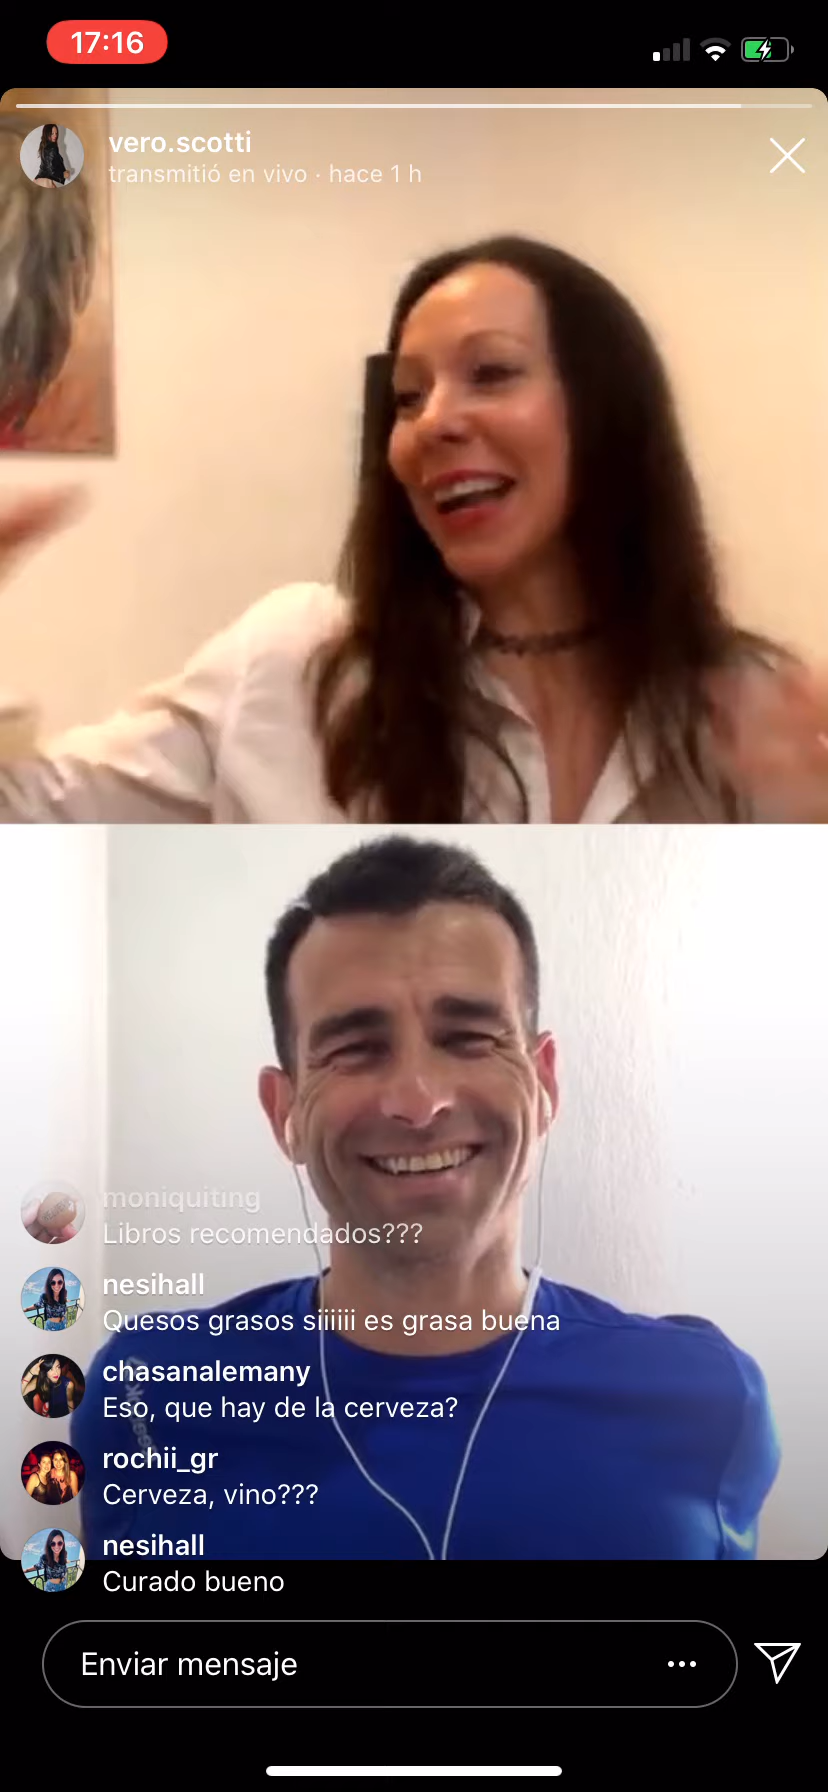 17:16
vero.scotti
transmitió en vivo · hace 1 h
moniquiting
Libros recomendados???
nesihall
Quesos grasos siiiiii es grasa buena
chasanalemany
Eso, que hay de la cerveza?
rochii_gr
Cerveza, vino???
nesihall
Curado bueno
Enviar mensaje